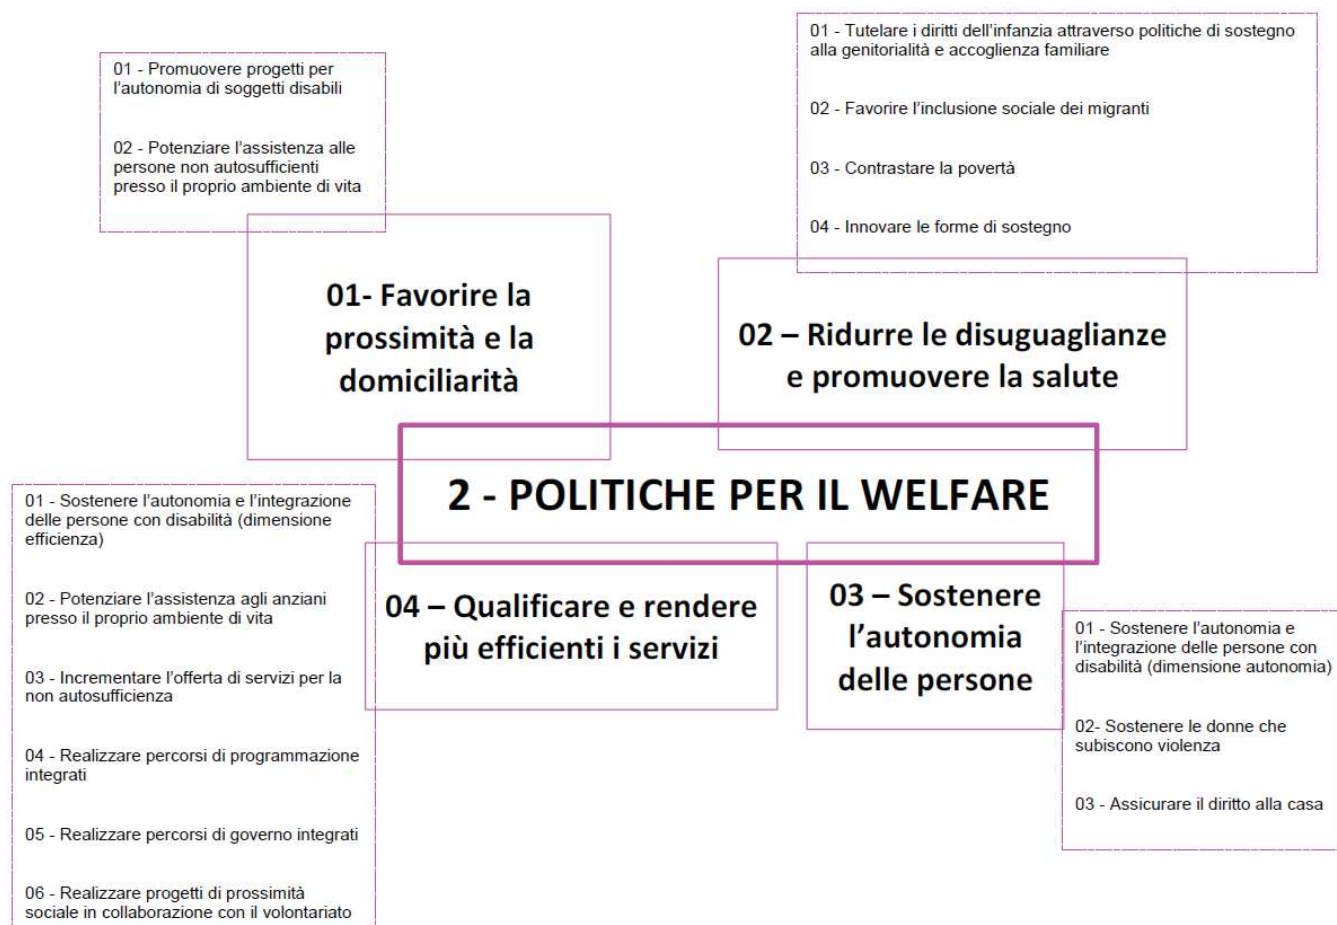 01 - Promuovere progetti per
l'autonomia di soggetti disabili
02 - Potenziare l'assistenza alle
persone non autosufficienti
presso il proprio ambiente di vita
01 - Tutelare i diritti dell'infanzia attraverso politiche di sostegno
alla genitorialità e accoglienza familiare
02 - Favorire l'inclusione sociale dei migranti
03 - Contrastare la povertà
04 - Innovare le forme di sostegno
01- Favorire la
prossimità e la
domiciliarità
02 – Ridurre le disuguaglianze
e promuovere la salute
2 - POLITICHE PER IL WELFARE
01 - Sostenere l'autonomia e l'integrazione
delle persone con disabilità (dimensione
efficienza)
02 - Potenziare l'assistenza agli anziani
presso il proprio ambiente di vita
03 - Incrementare l'offerta di servizi per la
non autosufficienza
04 - Realizzare percorsi di programmazione
integrati
05 - Realizzare percorsi di governo integrati
06 - Realizzare progetti di prossimità
sociale in collaborazione con il volontariato
04 – Qualificare e rendere
più efficienti i servizi
03 – Sostenere
l'autonomia
delle persone
01 - Sostenere l'autonomia e
l'integrazione delle persone con
disabilità (dimensione autonomia)
02- Sostenere le donne che
subiscono violenza
03 - Assicurare il diritto alla casa